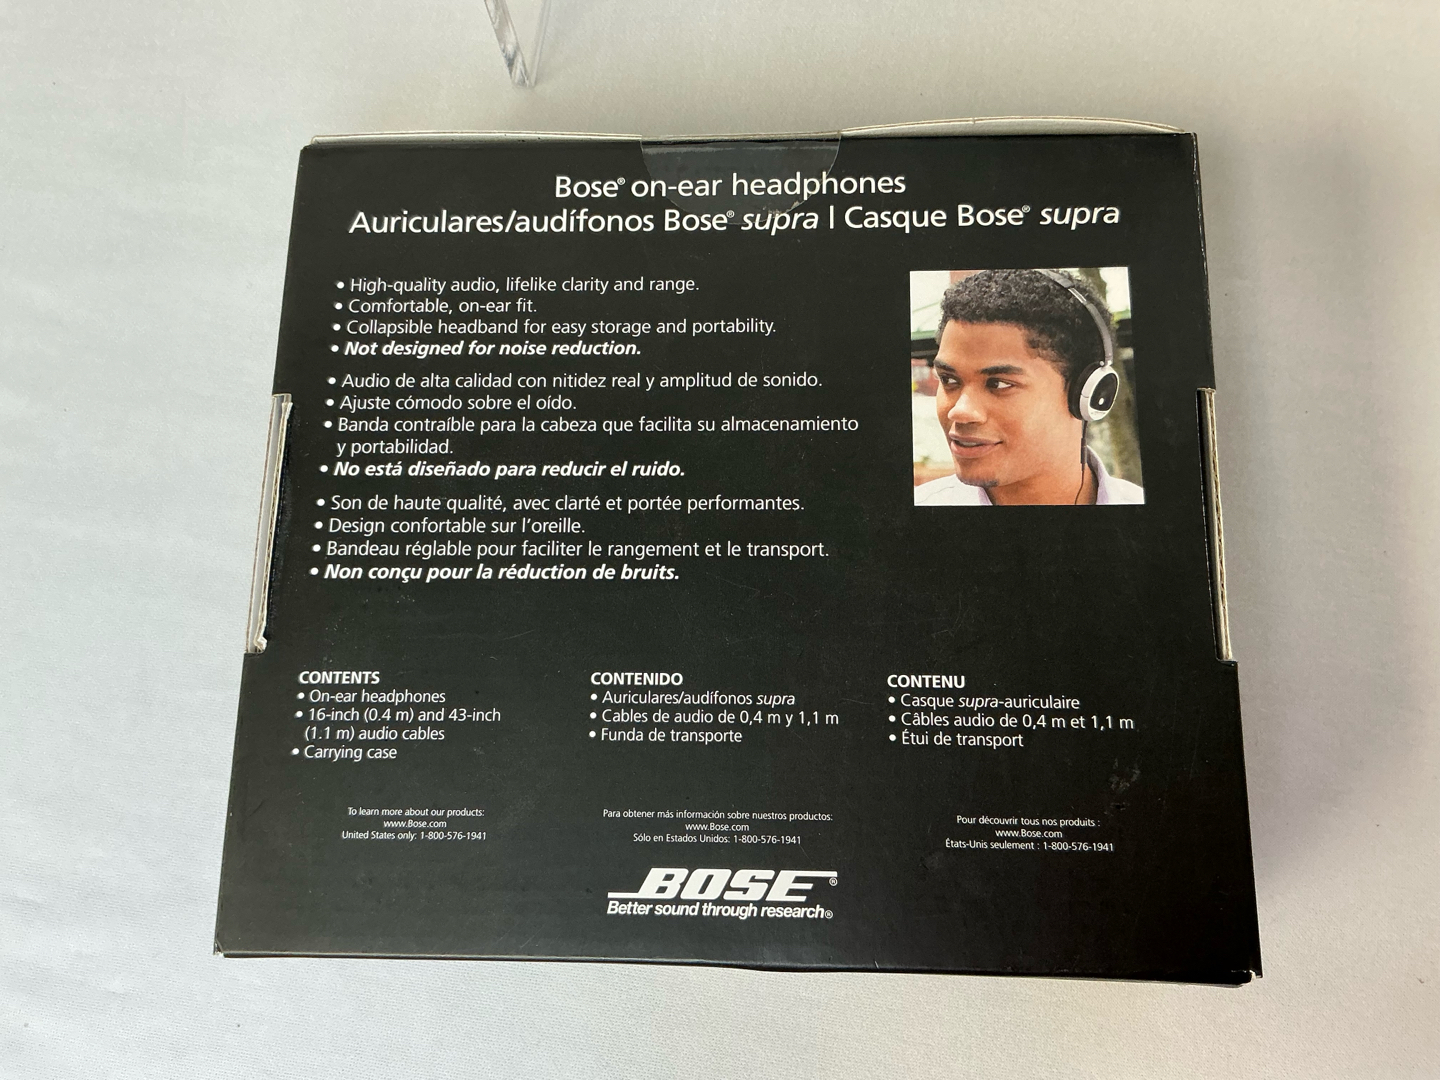 Bose® on-ear headphones
Auriculares/audífonos Bose® supra | Casque Bose® supra
• High-quality audio, lifelike clarity and range.
• Comfortable, on-ear fit.
• Collapsible headband for easy storage and portability.
• Not designed for noise reduction.
• Audio de alta calidad con nitidez real y amplitud de sonido.
• Ajuste cómodo sobre el oído.
• Banda contraíble para la cabeza que facilita su almacenamiento
y portabilidad.
• No está diseñado para reducir el ruido.
• Son de haute qualité, avec clarté et portée performantes.
• Design confortable sur l'oreille.
• Bandeau réglable pour faciliter le rangement et le transport.
• Non conçu pour la réduction de bruits.
CONTENTS
• On-ear headphones
• 16-inch (0.4 m) and 43-inch
(1.1 m) audio cables
• Carrying case
CONTENIDO
• Auriculares/audífonos supra
• Cables de audio de 0,4 m y 1,1 m
• Funda de transporte
CONTENU
• Casque supra-auriculaire
• Câbles audio de 0,4 m et 1,1 m
• Étui de transport
To learn more about our products:
www.Bose.com
United States only: 1-800-576-1941
Para obtener más información sobre nuestros productos:
www.Bose.com
Sólo en Estados Unidos: 1-800-576-1941
Pour découvrir tous nos produits :
www.Bose.com
États-Unis seulement : 1-800-576-1941
BOSE®
Better sound through research®